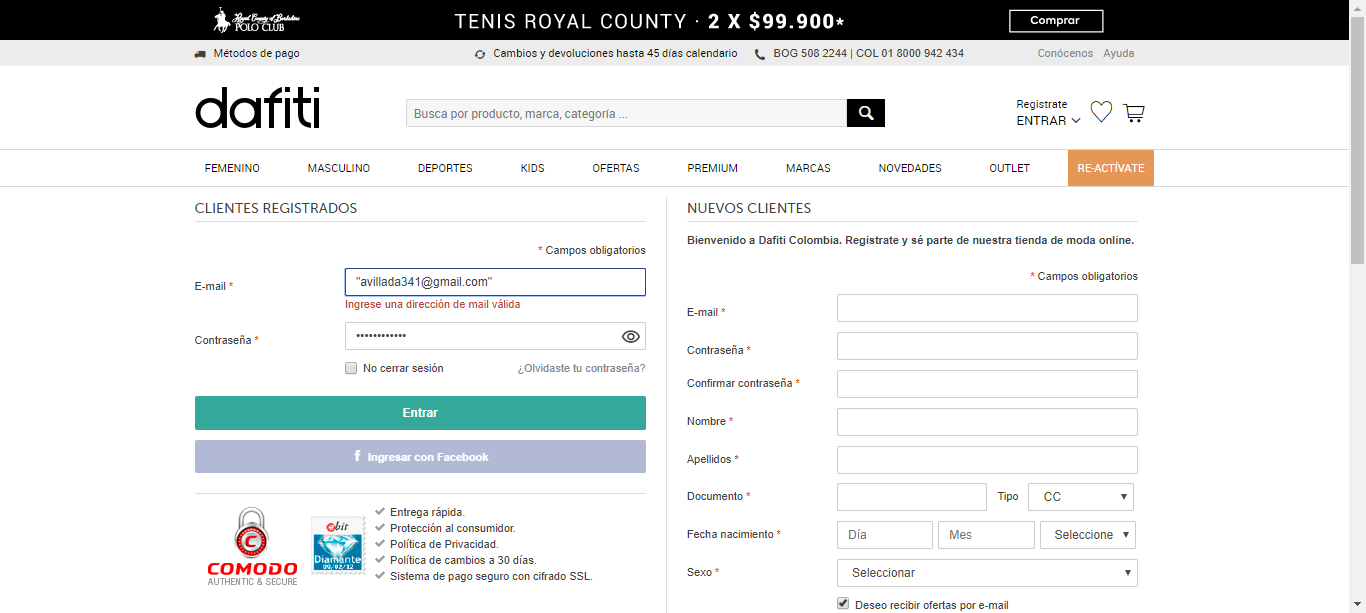 Royal County of Berkshire
POLO CLUB
TENIS ROYAL COUNTY · 2 X $99.900*
Comprar
Métodos de pago
Cambios y devoluciones hasta 45 días calendario
BOG 508 2244 | COL 01 8000 942 434
Conócenos Ayuda
dafiti
Busca por producto, marca, categoría ...
Registrate
ENTRAR
FEMENINO MASCULINO DEPORTES KIDS OFERTAS PREMIUM MARCAS NOVEDADES OUTLET RE-ACTÍVATE
CLIENTES REGISTRADOS
* Campos obligatorios
E-mail *
"avillada341@gmail.com"
Ingrese una dirección de mail válida
Contraseña *
••••••••••••
No cerrar sesión
¿Olvidaste tu contraseña?
Entrar
f Ingresar con Facebook
C
COMODO
AUTHENTIC & SECURE
ebit
Diamante
09/02/12
Entrega rápida.
Protección al consumidor.
Política de Privacidad.
Política de cambios a 30 días.
Sistema de pago seguro con cifrado SSL.
NUEVOS CLIENTES
Bienvenido a Dafiti Colombia. Registrate y sé parte de nuestra tienda de moda online.
* Campos obligatorios
E-mail *
Contraseña *
Confirmar contraseña *
Nombre *
Apellidos *
Documento * Tipo CC
Fecha nacimiento * Día Mes Seleccione
Sexo * Seleccionar
Deseo recibir ofertas por e-mail